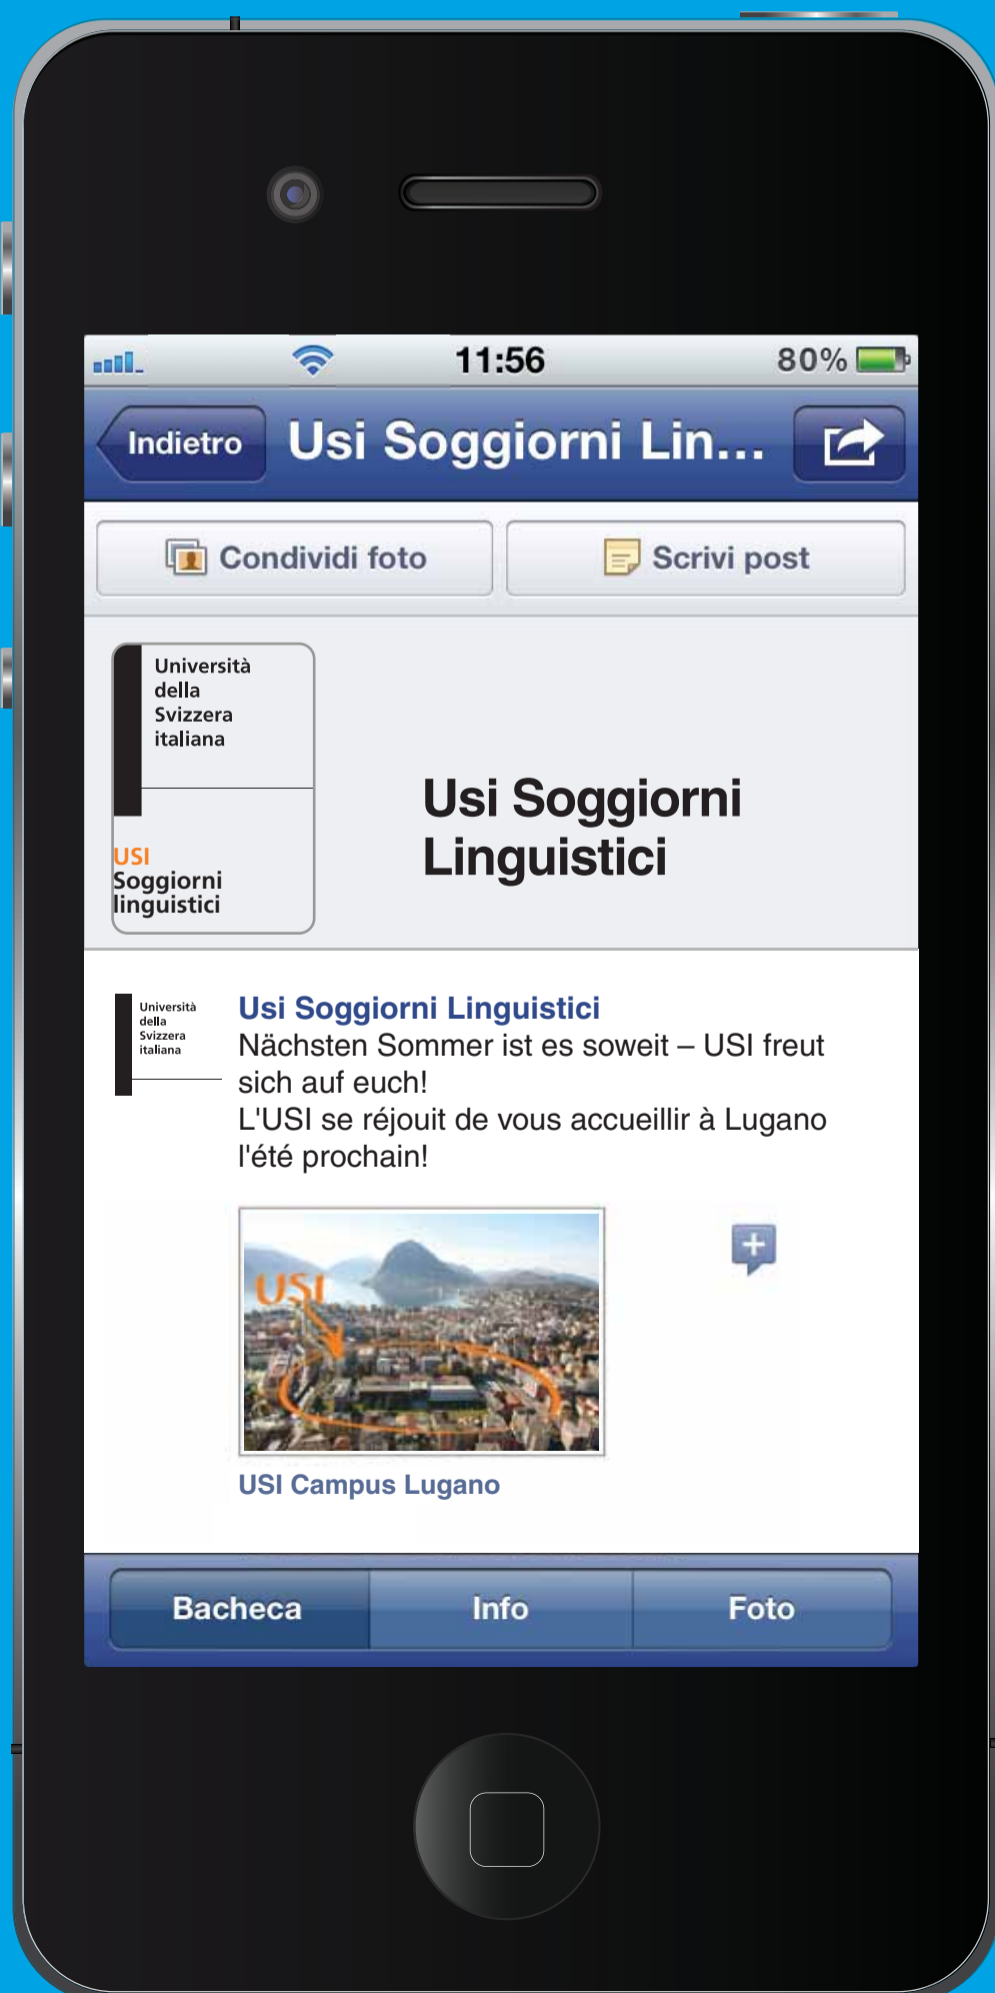 11:56
80%
Indietro
Usi Soggiorni Lin...
Condividi foto
Scrivi post
Università
della
Svizzera
italiana
USI
Soggiorni
linguistici
Usi Soggiorni
Linguistici
Università
della
Svizzera
italiana
Usi Soggiorni Linguistici
Nächsten Sommer ist es soweit – USI freut
sich auf euch!
L'USI se réjouit de vous accueillir à Lugano
l'été prochain!
USI
USI Campus Lugano
Bacheca
Info
Foto